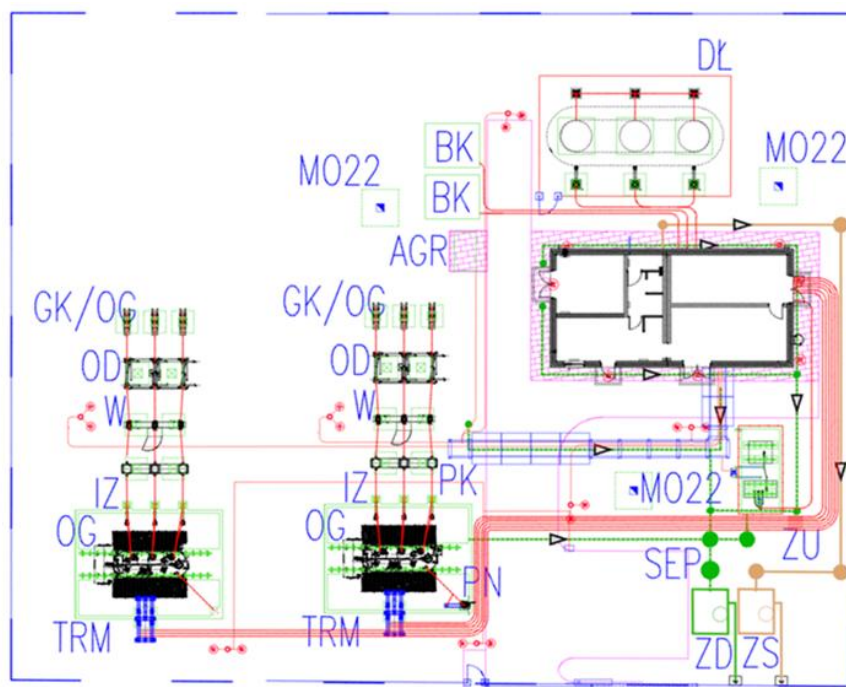 DŁ
BK
MO22
MO22
BK
AGR
GK/OG
GK/OG
OD
OD
W
W
IZ
IZ
PK
MO22
OG
OG
ZU
SEP
PN
TRM
TRM
ZD
ZS